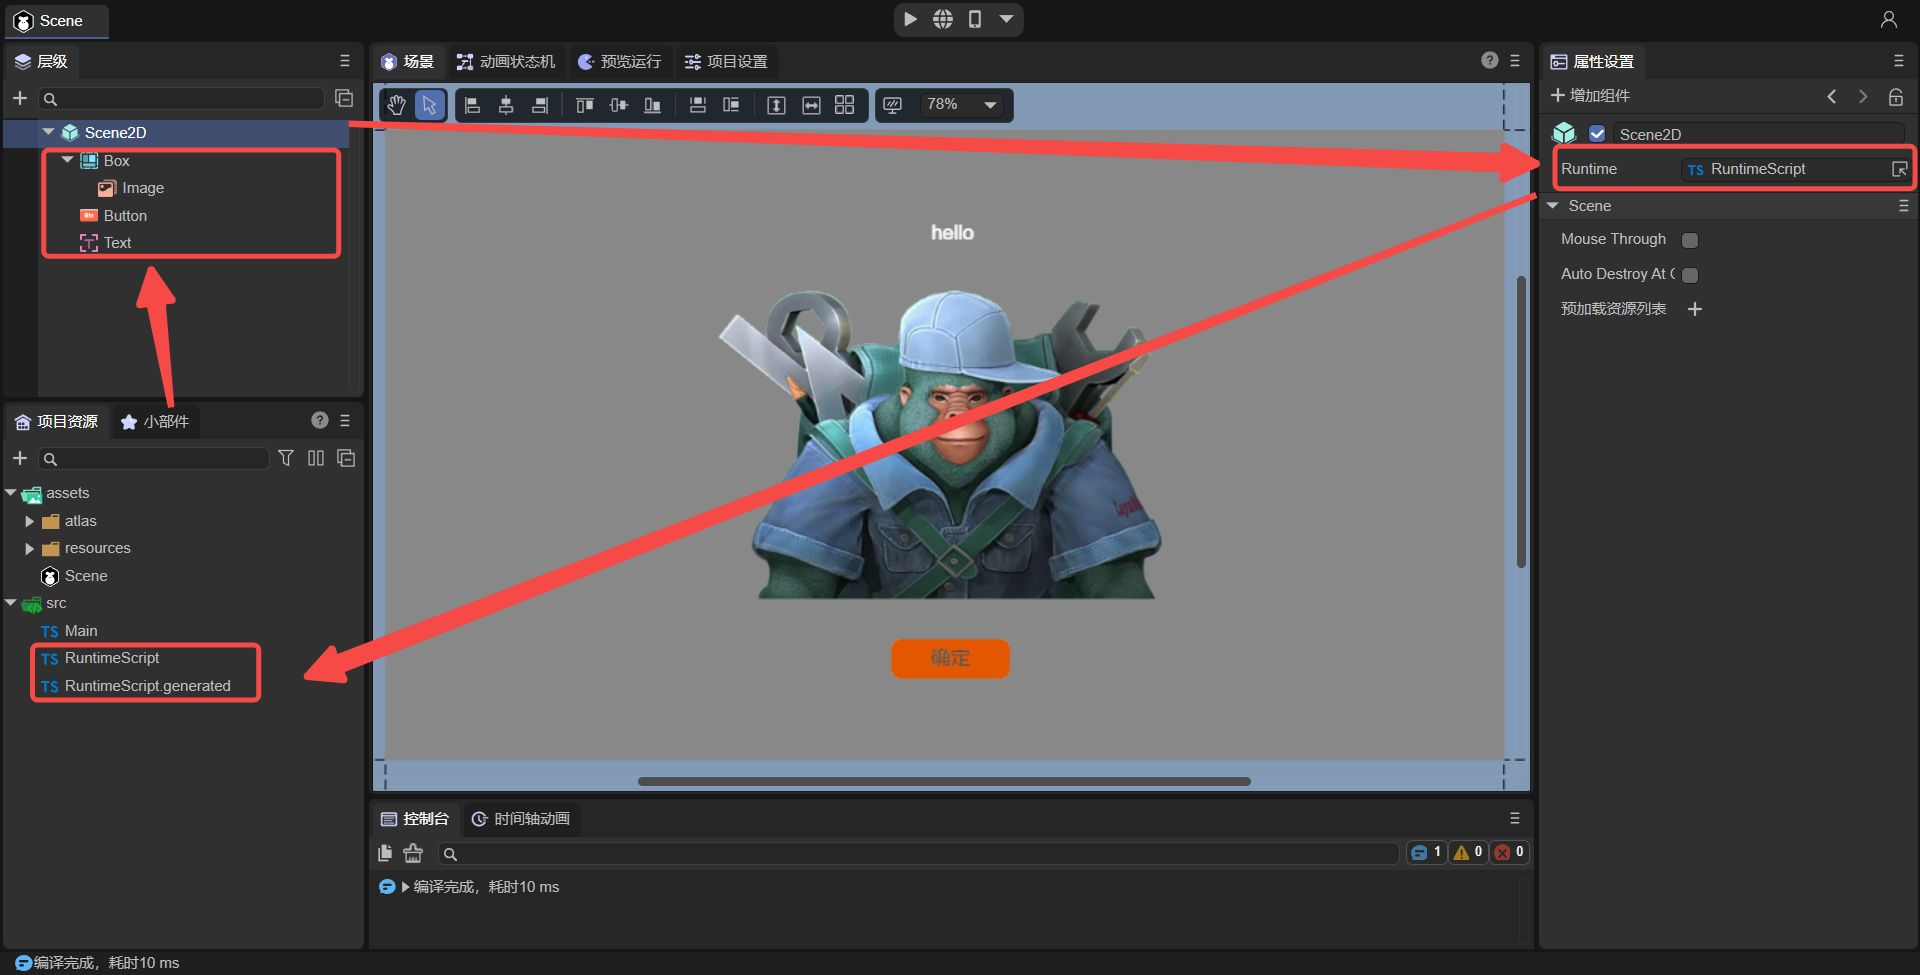 Scene
层级
场景
动画状态机
预览运行
项目设置
属性设置
78%
增加组件
Scene2D
Box
Image
Button
Text
Scene2D
Runtime
TS RuntimeScript
Scene
Mouse Through
Auto Destroy At C
预加载资源列表
hello
确定
项目资源
小部件
assets
atlas
resources
Scene
src
TS Main
TS RuntimeScript
TS RuntimeScript.generated
控制台
时间轴动画
1
0
0
编译完成，耗时10 ms
编译完成，耗时10 ms